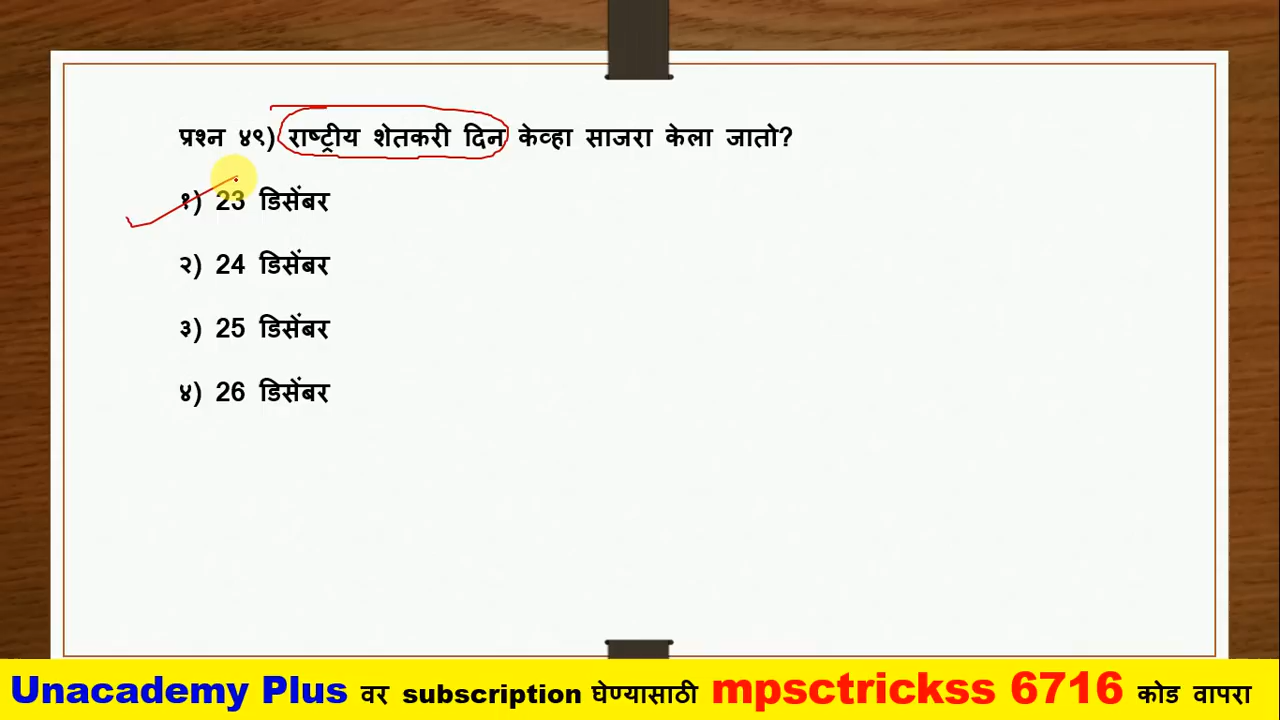 प्रश्न ४९) राष्ट्रीय शेतकरी दिन केव्हा साजरा केला जातो?
१) 23 डिसेंबर
२) 24 डिसेंबर
३) 25 डिसेंबर
४) 26 डिसेंबर
Unacademy Plus वर subscription घेण्यासाठी mpsctrickss 6716 कोड वापरा